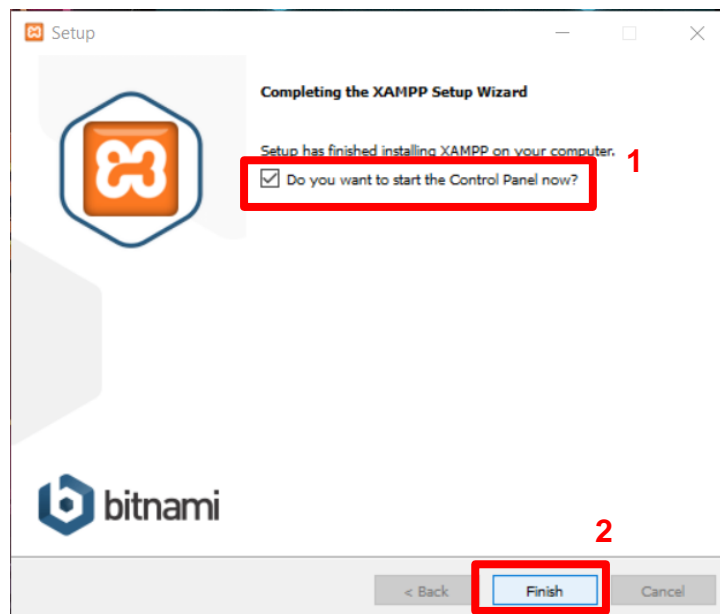 Setup
Completing the XAMPP Setup Wizard
Setup has finished installing XAMPP on your computer.
1
Do you want to start the Control Panel now?
bitnami
2
< Back
Finish
Cancel